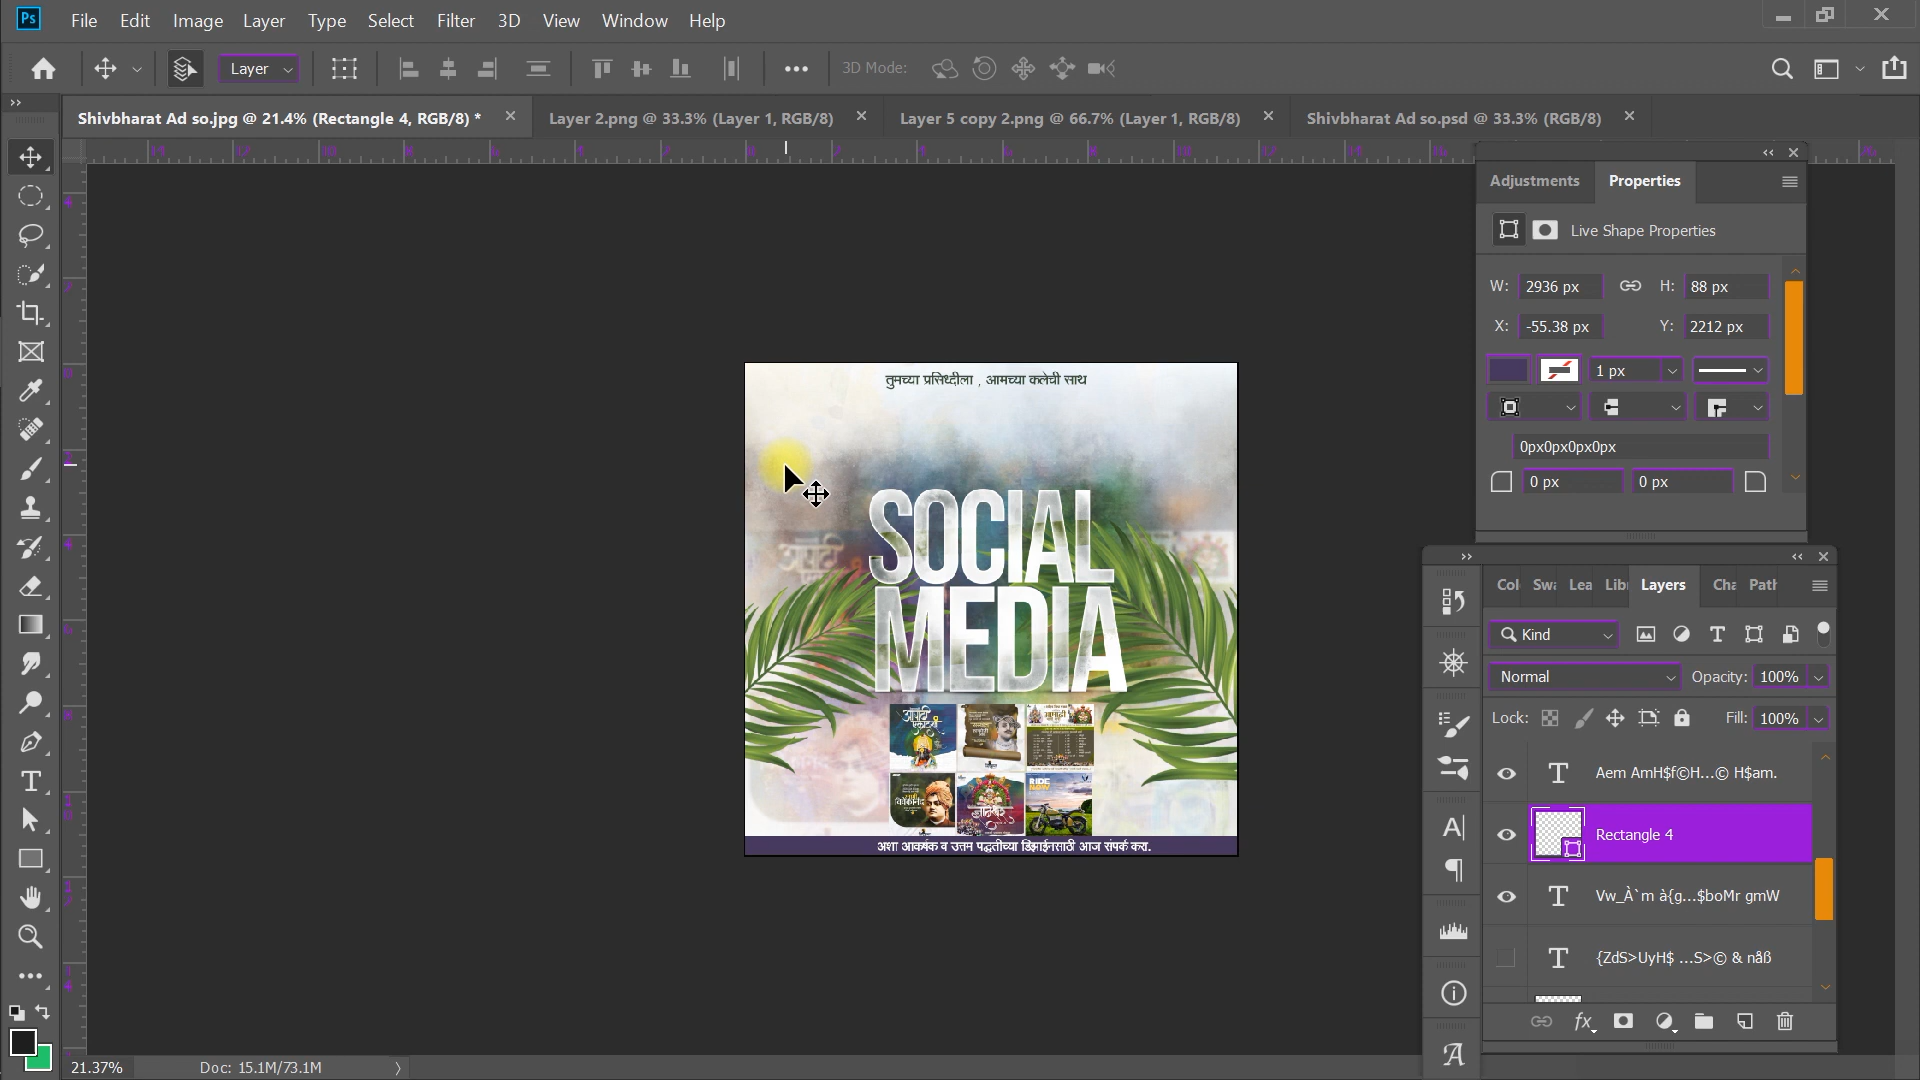 File Edit Image Layer Type Select Filter 3D View Window Help
Layer 3D Mode:
Shivbharat Ad so.jpg @ 21.4% (Rectangle 4, RGB/8) *
Layer 2.png @ 33.3% (Layer 1, RGB/8)
Layer 5 copy 2.png @ 66.7% (Layer 1, RGB/8)
Shivbharat Ad so.psd @ 33.3% (RGB/8)
Adjustments Properties
Live Shape Properties
W: 2936 px H: 88 px
X: -55.38 px Y: 2212 px
1 px
0px0px0px0px
0 px 0 px
तुमच्या प्रसिध्दीला , आमच्या कलेची साथ
SOCIAL
MEDIA
RIDE
NOW
अशा आकर्षक व उत्तम पद्धतीच्या डिझाईनसाठी आज संपर्क करा.
Col Swa Lea Libr Layers Cha Path
Kind
Normal Opacity: 100%
Lock: Fill: 100%
Aem AmH$f©H...© H$am.
Rectangle 4
Vw_À`m à{g...$boMr gmW
{ZdS>UyH$ ...S>© & nåß
21.37% Doc: 15.1M/73.1M